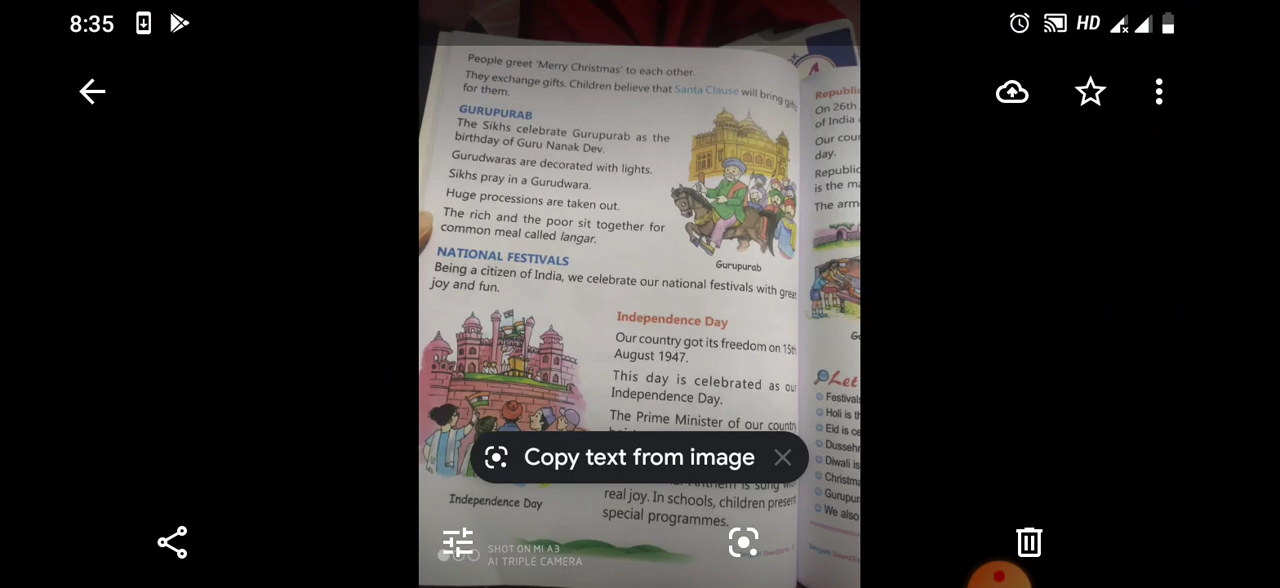 8:35
HD
People greet 'Merry Christmas' to each other.
They exchange gifts. Children believe that Santa Clause will bring gifts
for them.
GURUPURAB
The Sikhs celebrate Gurupurab as the
birthday of Guru Nanak Dev.
Gurudwaras are decorated with lights.
Sikhs pray in a Gurudwara.
Huge processions are taken out.
The rich and the poor sit together for
common meal called langar.
Gurupurab
NATIONAL FESTIVALS
Being a citizen of India, we celebrate our national festivals with great
joy and fun.
Independence Day
Our country got its freedom on 15th
August 1947.
This day is celebrated as our
Independence Day.
The Prime Minister of our country
Copy text from image
Anthem is sung
real joy. In schools, children present
special programmes.
Independence Day
SHOT ON MI A3
AI TRIPLE CAMERA
A
Republi
On 26th
of India
Our cou
day.
Republic
is the ma
The arm
Let
Festivals
Holi is th
Eid is ce
Dussehr
Diwali is
Christma
Gurupur
We also